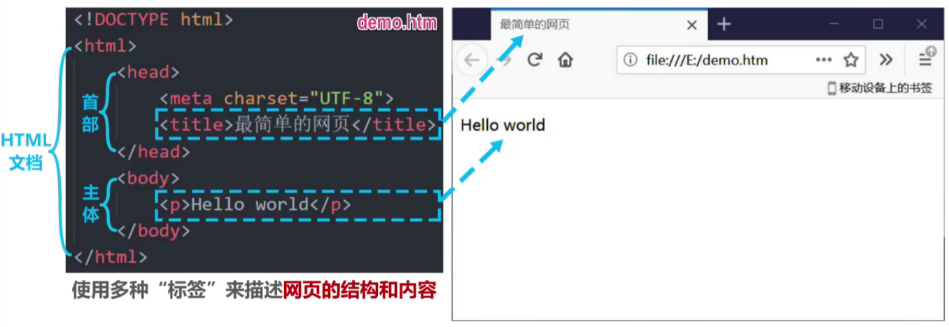 <!DOCTYPE html>
demo.htm
<html>
<head>
<meta charset="UTF-8">
<title>最简单的网页</title>
</head>
<body>
<p>Hello world</p>
</body>
</html>
HTML
文档
首部
主体
使用多种“标签”来描述网页的结构和内容
最简单的网页
file:///E:/demo.htm
移动设备上的书签
Hello world